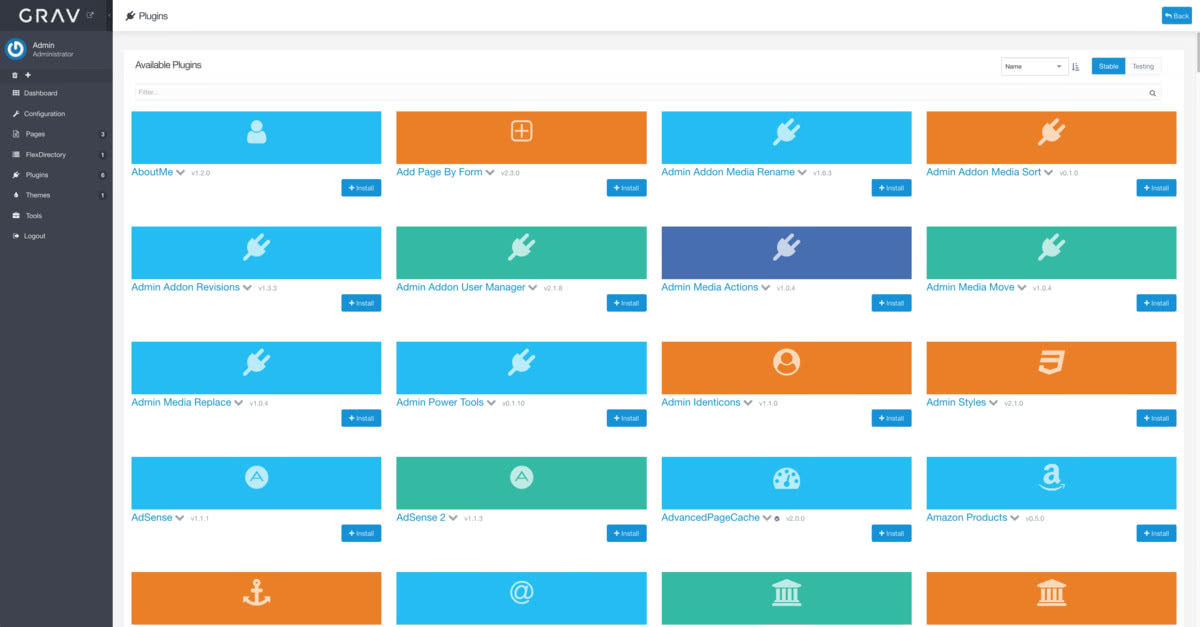 GRAV
Plugins
Back
Admin
Administrator
Dashboard
Configuration
Pages 3
FlexDirectory 1
Plugins 6
Themes 1
Tools
Logout
Available Plugins
Name
Stable
Testing
Filter...
AboutMe v1.2.0
Add Page By Form v2.3.0
Admin Addon Media Rename v1.6.3
Admin Addon Media Sort v0.1.0
Install
Install
Install
Install
Admin Addon Revisions v1.3.3
Admin Addon User Manager v2.1.8
Admin Media Actions v1.0.4
Admin Media Move v1.0.4
Install
Install
Install
Install
Admin Media Replace v1.0.4
Admin Power Tools v0.1.10
Admin Identicons v1.1.0
Admin Styles v2.1.0
Install
Install
Install
Install
AdSense v1.1.1
AdSense 2 v1.1.3
AdvancedPageCache v2.0.0
Amazon Products v0.5.0
Install
Install
Install
Install